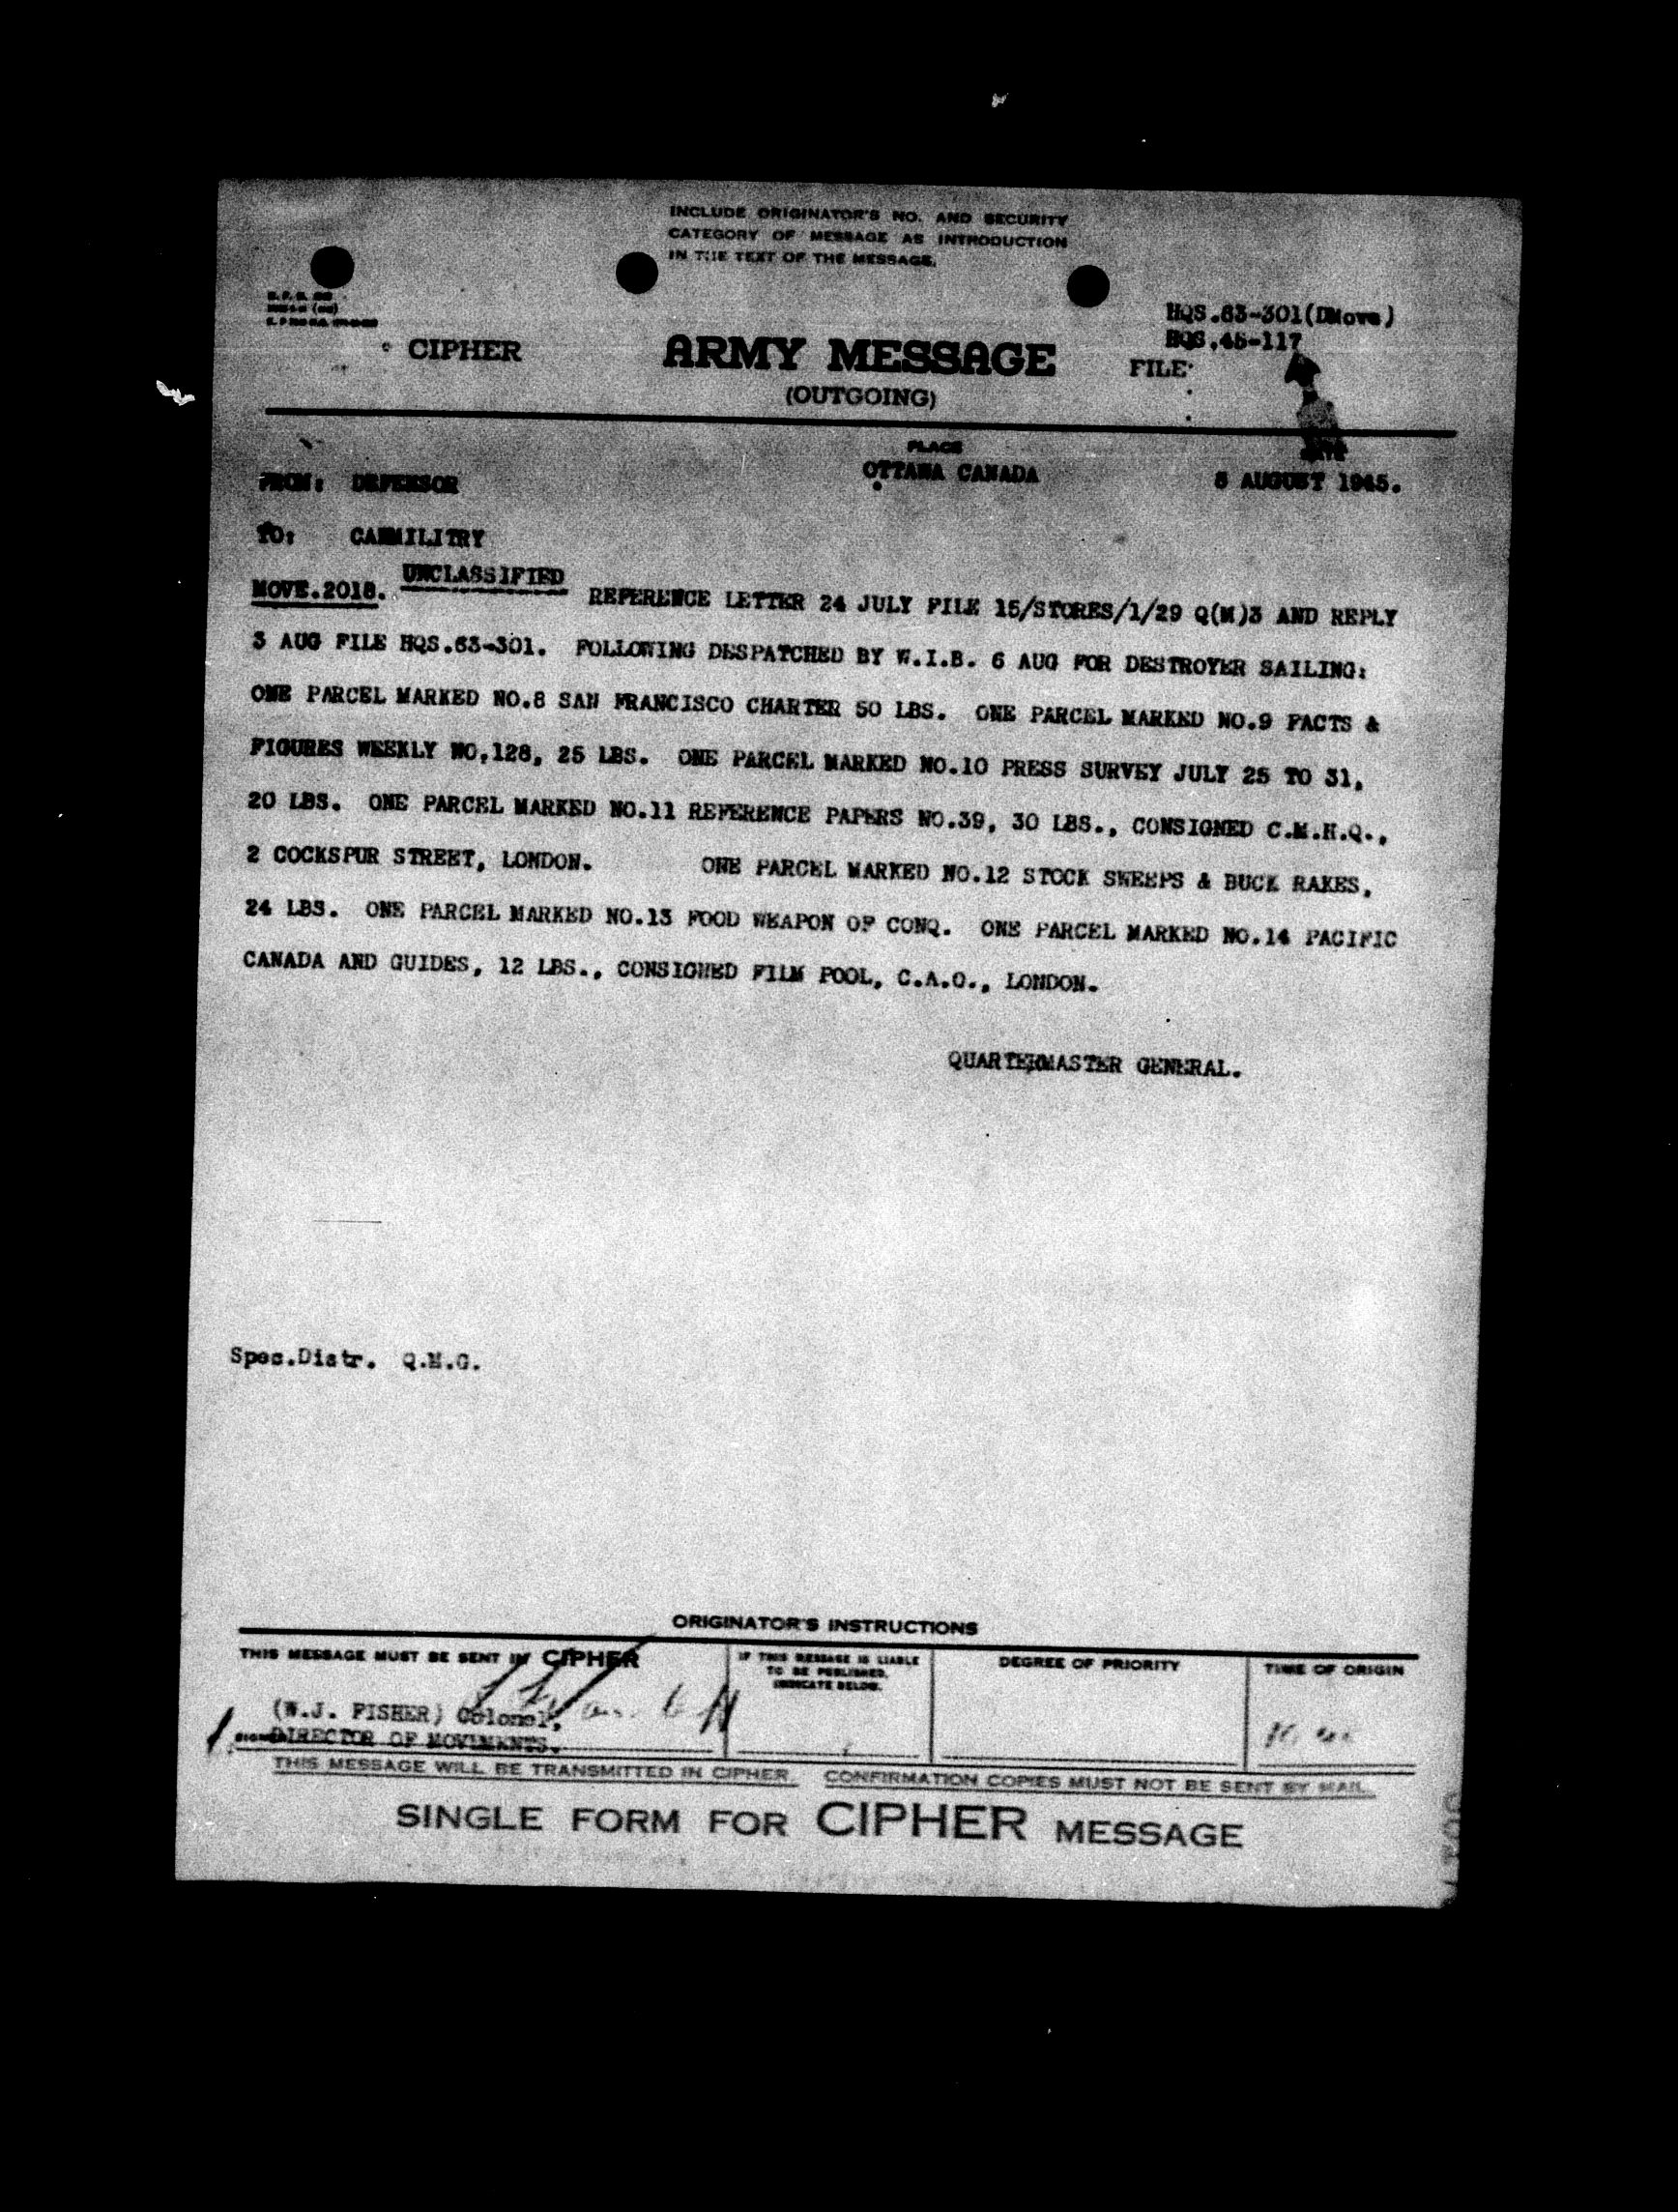 INCLUDE ORIGINATOR'S NO. AND SECURITY
CATEGORY OF MESSAGE AS INTRODUCTION
IN THE TEXT OF THE MESSAGE.
HQS.63-301(DMove)
HQS.45-117
CIPHER
ARMY MESSAGE
FILE
(OUTGOING)
PLACE
DATE
FROM: DEFENSOR
OTTAWA CANADA
AUGUST 1945.
TO: CANMILITRY
MOVE.2018. UNCLASSIFIED REFERENCE LETTER 24 JULY FILE 15/STORES/1/29 Q(M)3 AND REPLY
3 AUG FILE HQS.63-301. FOLLOWING DESPATCHED BY W.I.B. 6 AUG FOR DESTROYER SAILING:
ONE PARCEL MARKED NO.8 SAN FRANCISCO CHARTER 50 LBS. ONE PARCEL MARKED NO.9 FACTS &
FIGURES WEEKLY NO.128, 25 LBS. ONE PARCEL MARKED NO.10 PRESS SURVEY JULY 25 TO 31,
20 LBS. ONE PARCEL MARKED NO.11 REFERENCE PAPERS NO.39, 30 LBS., CONSIGNED C.M.H.Q.,
2 COCKSPUR STREET, LONDON. ONE PARCEL MARKED NO.12 STOCK SWEEPS & BUCK RAKES,
24 LBS. ONE PARCEL MARKED NO.13 FOOD WEAPON OF CONQ. ONE PARCEL MARKED NO.14 PACIFIC
CANADA AND GUIDES, 12 LBS., CONSIGNED FILM POOL, C.A.O., LONDON.
QUARTERMASTER GENERAL.
Spec.Distr. Q.M.G.
ORIGINATOR'S INSTRUCTIONS
THIS MESSAGE MUST BE SENT IN CIPHER
IF THIS MESSAGE IS LIABLE
TO BE PUBLISHED,
INDICATE BELOW.
DEGREE OF PRIORITY
TIME OF ORIGIN
(W.J. FISHER) Colonel,
DIRECTOR OF MOVEMENTS.
THIS MESSAGE WILL BE TRANSMITTED IN CIPHER. CONFIRMATION COPIES MUST NOT BE SENT BY MAIL.
SINGLE FORM FOR CIPHER MESSAGE